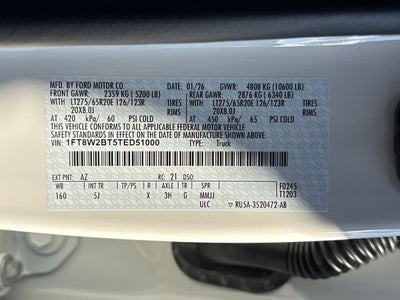 MFD. BY FORD MOTOR CO. 01/26 GVWR: 4808 KG (10600 LB)
FRONT GAWR: 2359 KG (5200 LB) REAR GAWR: 2876 KG (6340 LB)
WITH LT275/65R20E 126/123R TIRES WITH LT275/65R20E 126/123R TIRES
20X8.0J RIMS 20X8.0J RIMS
AT 420 kPa/ 60 PSI COLD AT 450 kPa/ 65 PSI COLD
THIS VEHICLE CONFORMS TO ALL APPLICABLE FEDERAL MOTOR VEHICLE
SAFETY STANDARDS IN EFFECT ON THE DATE OF MANUFACTURE SHOWN ABOVE.
VIN: 1FT8W2BT5TED51000 TYPE: Truck
EXT PNT: AZ RC: 21 DSO: F0245
WB INT TR TP/PS R AXLE TR SPR T1203
160 5J X 3H G MMJJ
ULC ▽ RUSA-3520472-AB